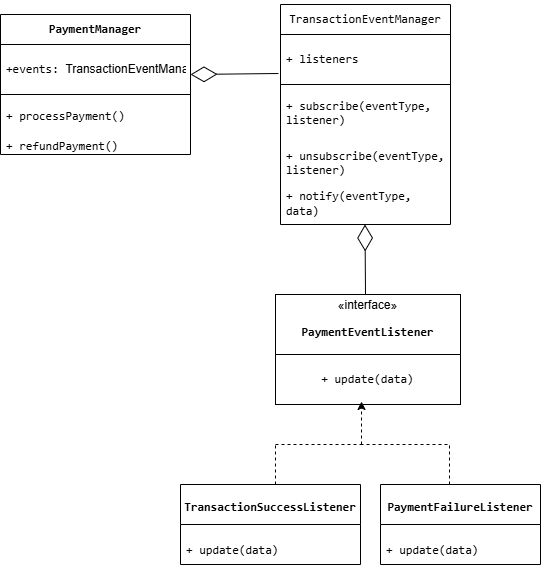 PaymentManager
+events: TransactionEventMana
+ processPayment()
+ refundPayment()
TransactionEventManager
+ listeners
+ subscribe(eventType,
listener)
+ unsubscribe(eventType,
listener)
+ notify(eventType,
data)
«interface»
PaymentEventListener
+ update(data)
TransactionSuccessListener
+ update(data)
PaymentFailureListener
+ update(data)